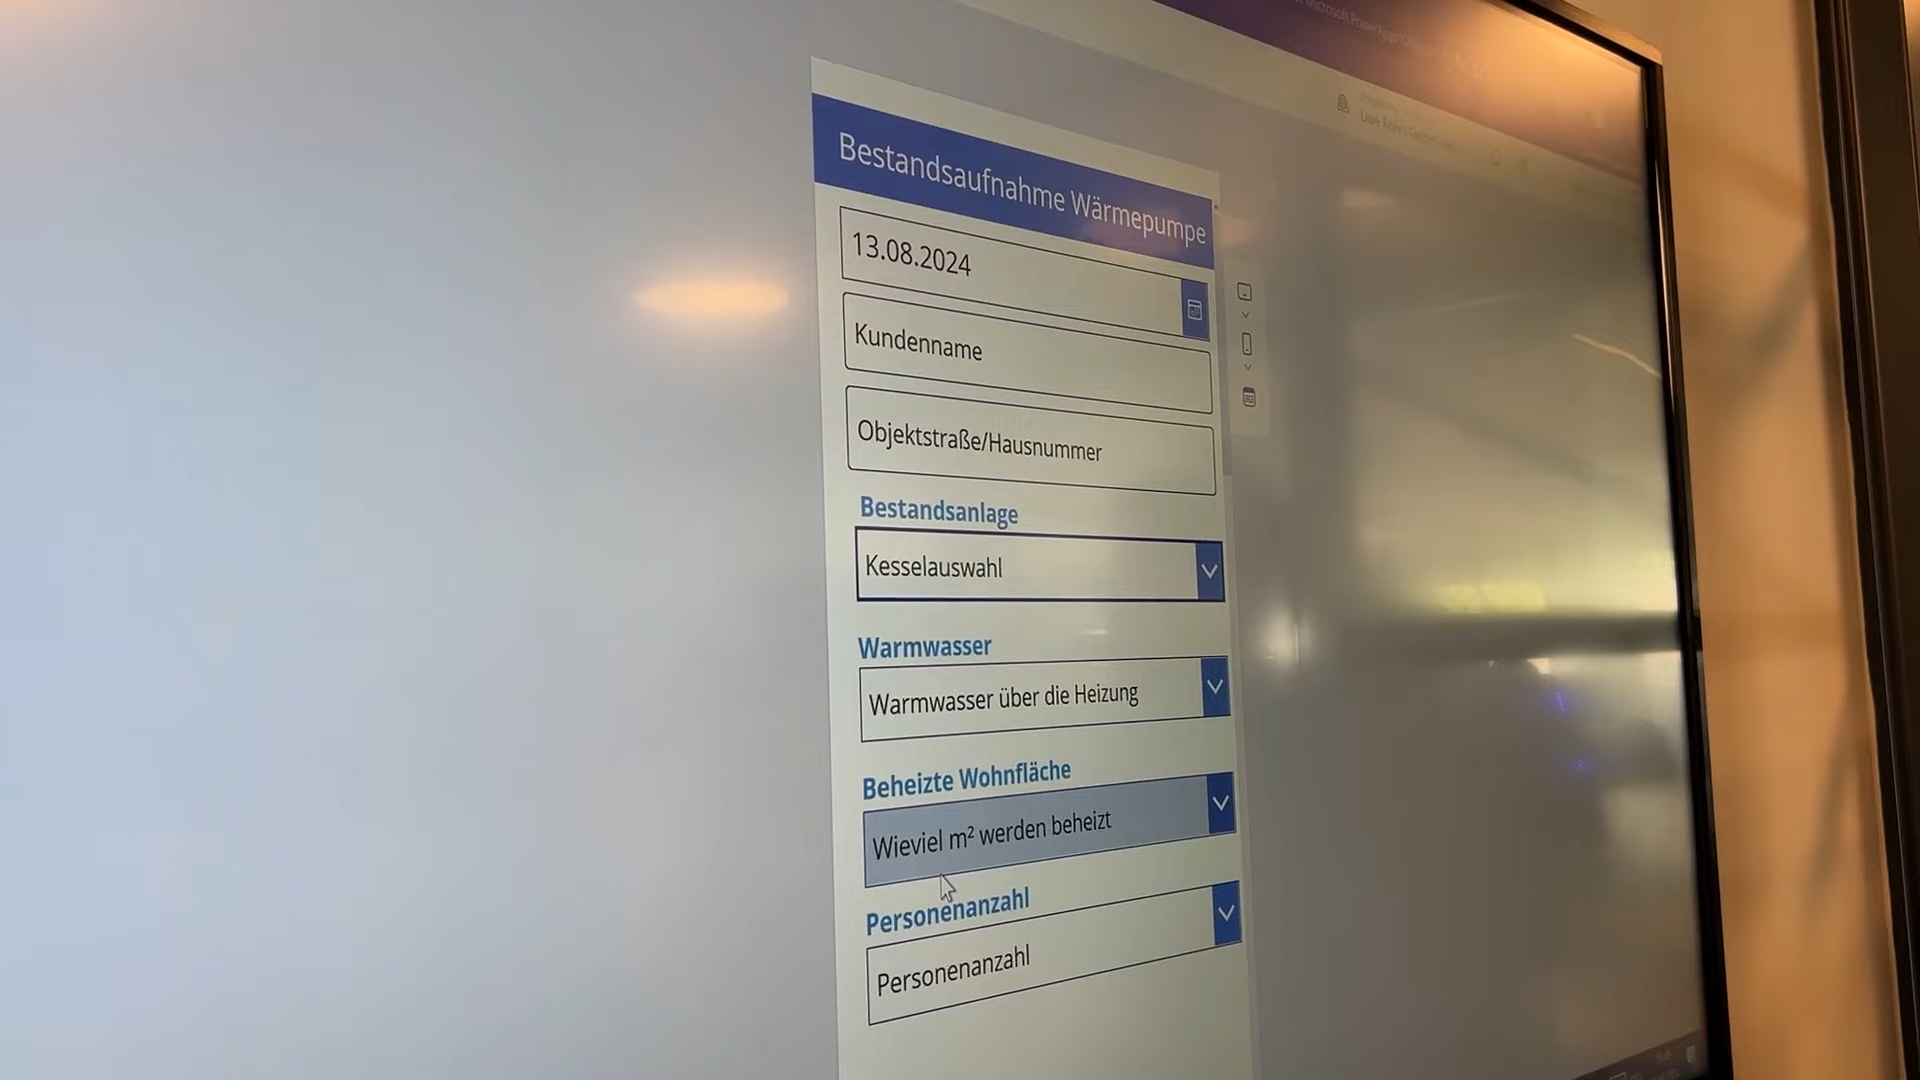 Bestandsaufnahme Wärmepumpe
13.08.2024
Kundenname
Objektstraße/Hausnummer
Bestandsanlage
Kesselauswahl
Warmwasser
Warmwasser über die Heizung
Beheizte Wohnfläche
Wieviel m² werden beheizt
Personenanzahl
Personenanzahl